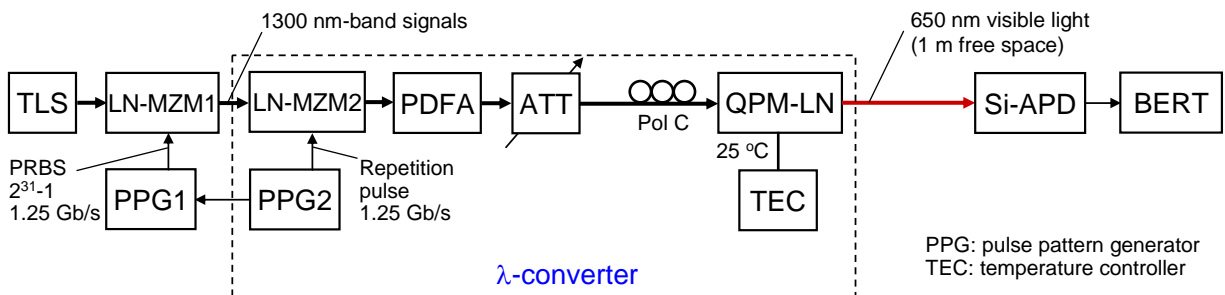 1300 nm-band signals
650 nm visible light
(1 m free space)
TLS
LN-MZM1
LN-MZM2
PDFA
ATT
Pol C
QPM-LN
Si-APD
BERT
PRBS
2³¹-1
1.25 Gb/s
PPG1
PPG2
Repetition
pulse
1.25 Gb/s
25 °C
TEC
λ-converter
PPG: pulse pattern generator
TEC: temperature controller